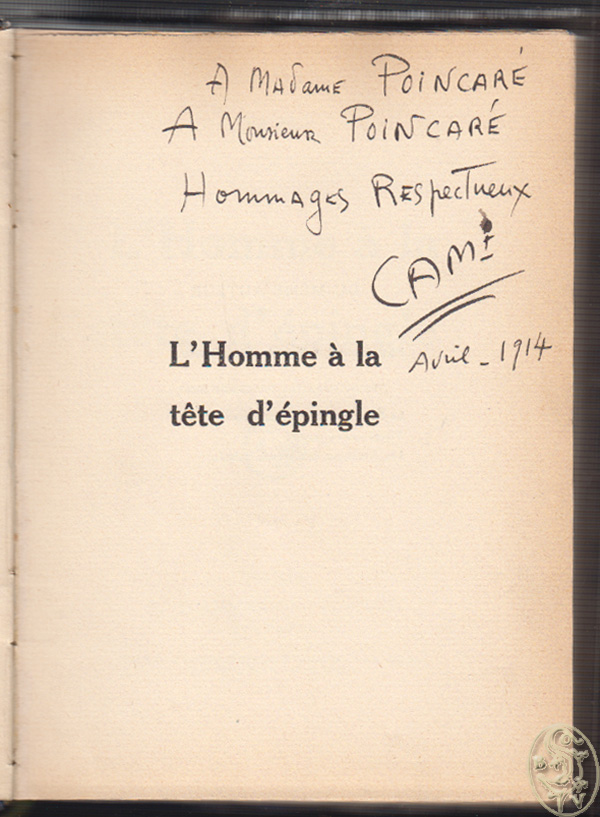 A Madame POINCARÉ
A Monsieur POINCARÉ
Hommages Respectueux
CAMI
L'Homme à la
Avril - 1914
tête d'épingle